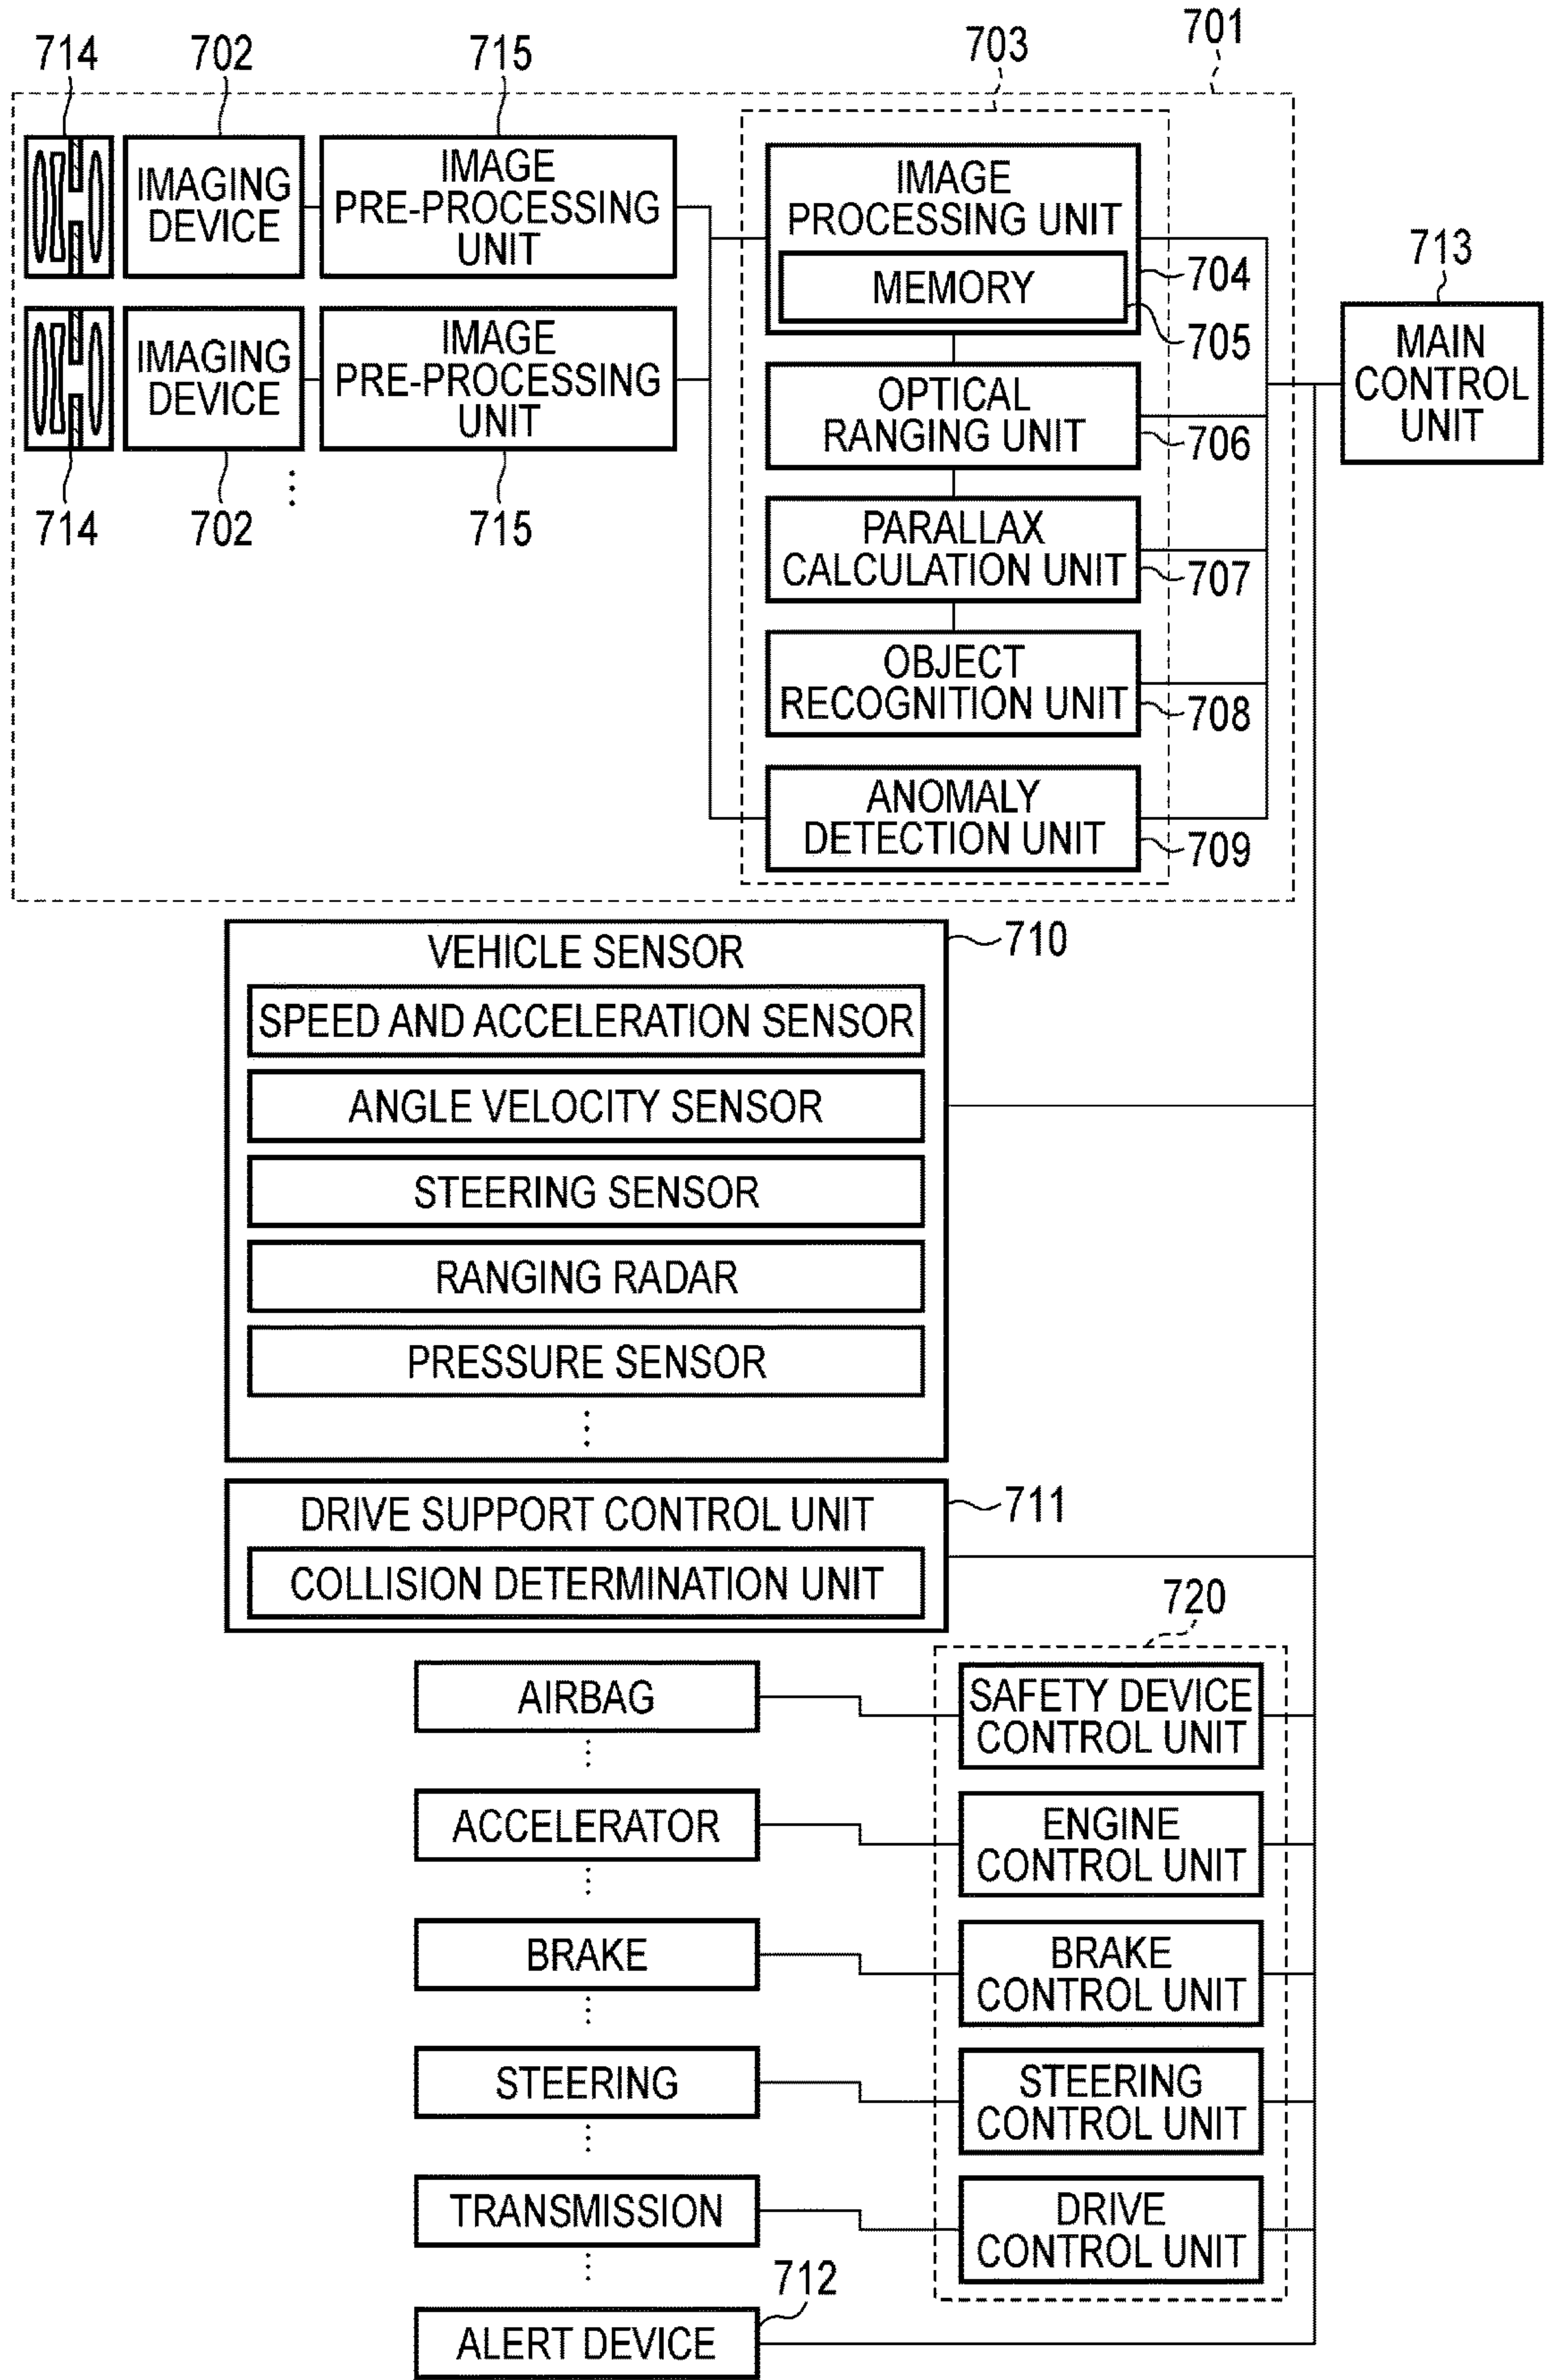 701
703
714
702
715
IMAGING
DEVICE
IMAGE
PRE-PROCESSING
UNIT
IMAGE
PROCESSING UNIT
MEMORY
704
705
713
MAIN
CONTROL
UNIT
IMAGING
DEVICE
IMAGE
PRE-PROCESSING
UNIT
714
702
715
OPTICAL
RANGING UNIT
706
PARALLAX
CALCULATION UNIT
707
OBJECT
RECOGNITION UNIT
708
ANOMALY
DETECTION UNIT
709
VEHICLE SENSOR
710
SPEED AND ACCELERATION SENSOR
ANGLE VELOCITY SENSOR
STEERING SENSOR
RANGING RADAR
PRESSURE SENSOR
DRIVE SUPPORT CONTROL UNIT
711
COLLISION DETERMINATION UNIT
720
AIRBAG
SAFETY DEVICE
CONTROL UNIT
ACCELERATOR
ENGINE
CONTROL UNIT
BRAKE
BRAKE
CONTROL UNIT
STEERING
STEERING
CONTROL UNIT
TRANSMISSION
DRIVE
CONTROL UNIT
712
ALERT DEVICE